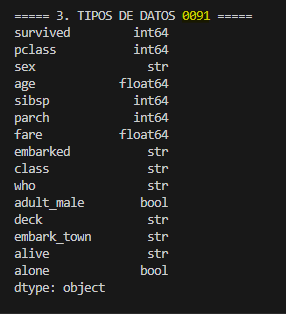 ===== 3. TIPOS DE DATOS 0091 =====
survived         int64
pclass           int64
sex                str
age            float64
sibsp            int64
parch            int64
fare           float64
embarked           str
class              str
who                str
adult_male        bool
deck               str
embark_town        str
alive              str
alone             bool
dtype: object